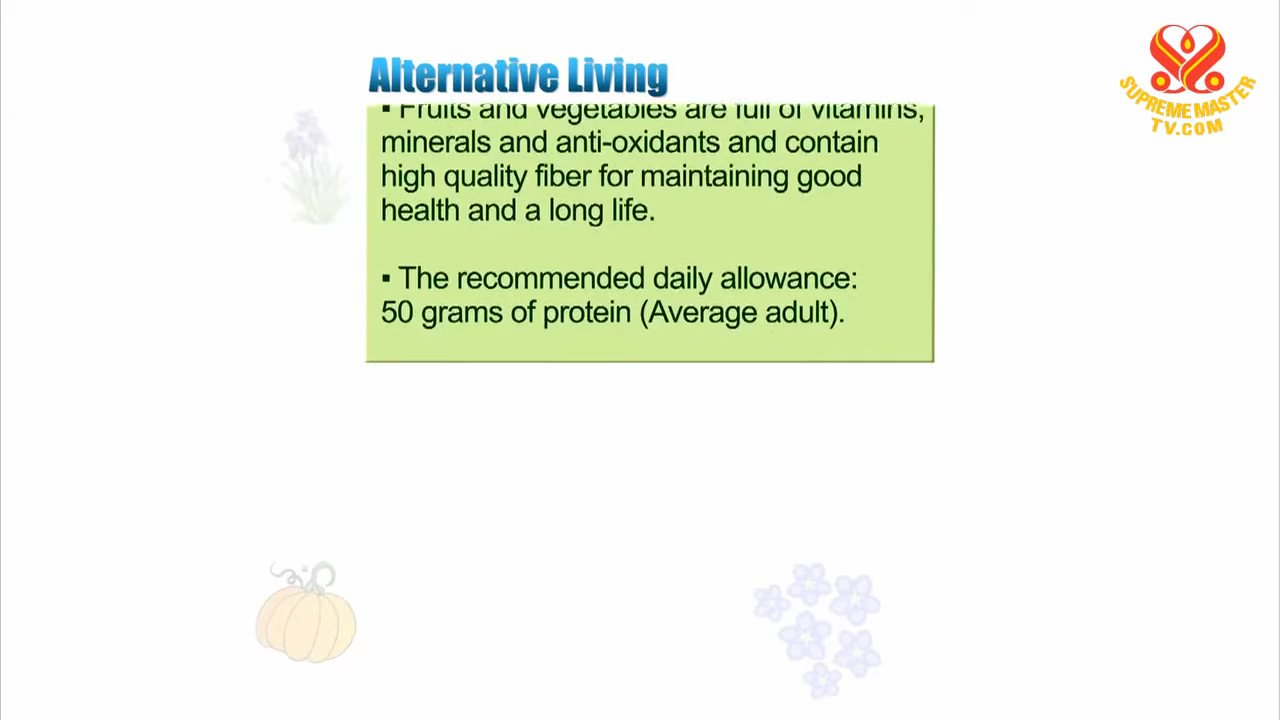 Alternative Living
▪ Fruits and vegetables are full of vitamins,
minerals and anti-oxidants and contain
high quality fiber for maintaining good
health and a long life.
▪ The recommended daily allowance:
50 grams of protein (Average adult).
SUPREME MASTER
TV.COM